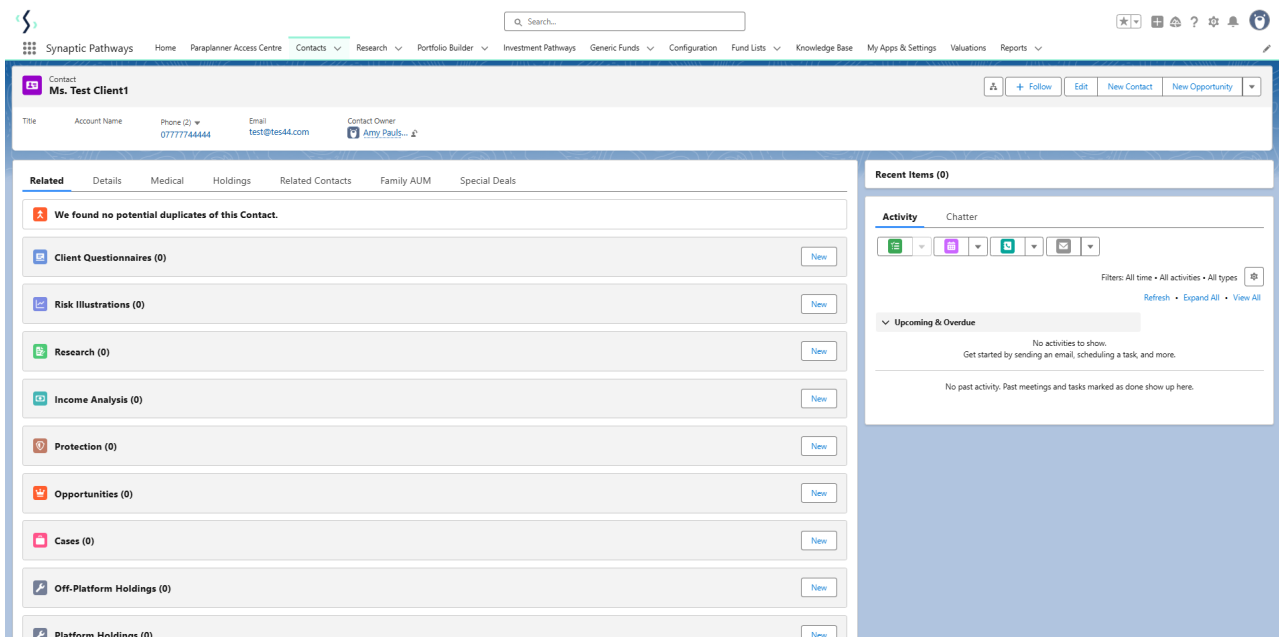 Search...
Synaptic Pathways Home Paraplanner Access Centre Contacts Research Portfolio Builder Investment Pathways Generic Funds Configuration Fund Lists Knowledge Base My Apps & Settings Valuations Reports
Contact
Ms. Test Client1
+ Follow Edit New Contact New Opportunity
Title Account Name Phone (2) Email Contact Owner
07777744444 test@tes44.com Amy Pauls...
Related Details Medical Holdings Related Contacts Family AUM Special Deals
We found no potential duplicates of this Contact.
Client Questionnaires (0) New
Risk Illustrations (0) New
Research (0) New
Income Analysis (0) New
Protection (0) New
Opportunities (0) New
Cases (0) New
Off-Platform Holdings (0) New
Platform Holdings (0) New
Recent Items (0)
Activity Chatter
Filters: All time • All activities • All types
Refresh • Expand All • View All
Upcoming & Overdue
No activities to show.
Get started by sending an email, scheduling a task, and more.
No past activity. Past meetings and tasks marked as done show up here.